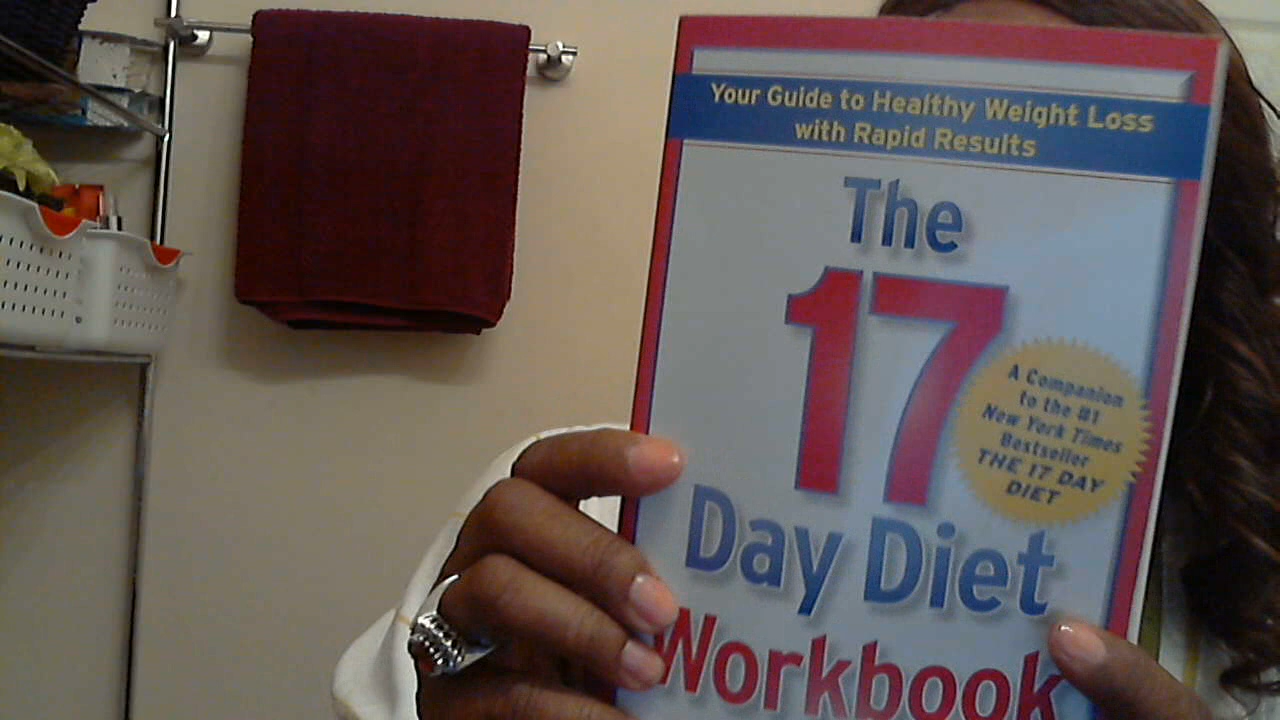 Your Guide to Healthy Weight Loss
with Rapid Results
The
17
Day Diet
Workbook
A Companion
to the #1
New York Times
Bestseller
THE 17 DAY
DIET